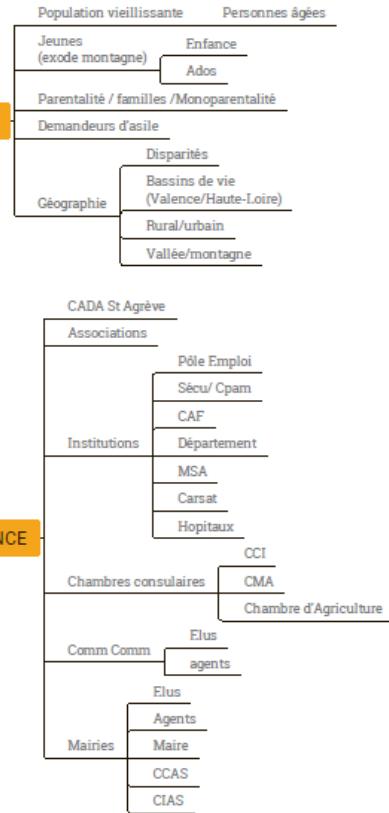 Population vieillissante Personnes âgées
Jeunes
(exode montagne)
Enfance
Ados
Parentalité / familles /Monoparentalité
Demandeurs d'asile
Géographie
Disparités
Bassins de vie
(Valence/Haute-Loire)
Rural/urbain
Vallée/montagne
CADA St Agrève
Associations
Institutions
Pôle Emploi
Sécu/ Cpam
CAF
Département
MSA
Carsat
Hopitaux
NCE
Chambres consulaires
CCI
CMA
Chambre d'Agriculture
Comm Comm
Elus
agents
Mairies
Elus
Agents
Maire
CCAS
CIAS